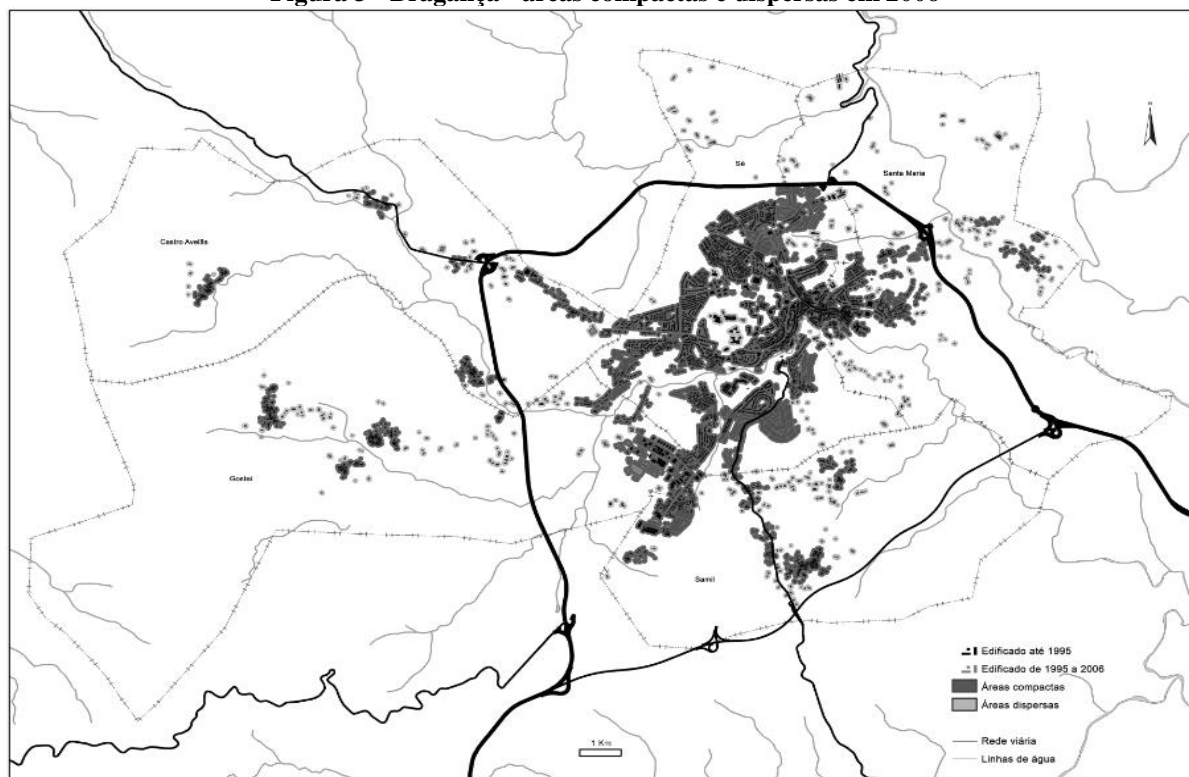 Figura 3 - Bragança - áreas compactas e dispersas em 2006
N
Sé
Santa Maria
Castro Avelãs
Gostei
Samil
Edificado até 1995
Edificado de 1995 a 2006
Áreas compactas
Áreas dispersas
1 Km
Rede viária
Linhas de água